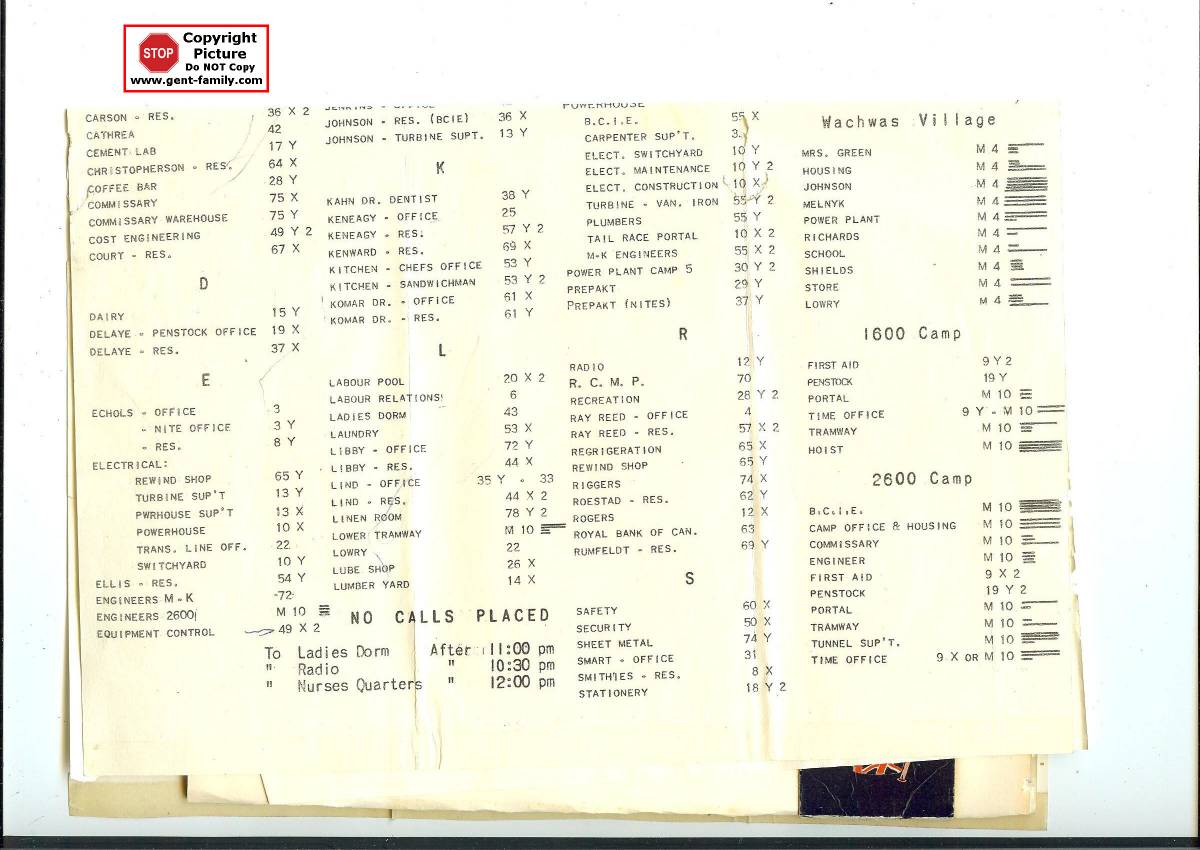 STOP
Copyright
Picture
Do NOT Copy
www.gent-family.com
CARSON - RES. 36 X 2
CATHREA 42
CEMENT LAB 17 Y
CHRISTOPHERSON - RES. 64 X
COFFEE BAR 28 Y
COMMISSARY 75 X
COMMISSARY WAREHOUSE 75 Y
COST ENGINEERING 49 Y 2
COURT - RES. 67 X
D
DAIRY 15 Y
DELAYE - PENSTOCK OFFICE 19 X
DELAYE - RES. 37 X
E
ECHOLS - OFFICE 3
- NITE OFFICE 3 Y
- RES. 8 Y
ELECTRICAL:
REWIND SHOP 65 Y
TURBINE SUP'T 13 Y
PWRHOUSE SUP'T 13 X
POWERHOUSE 10 X
TRANS. LINE OFF. 22
SWITCHYARD 10 Y
ELLIS - RES. 54 Y
ENGINEERS M-K 72
ENGINEERS 2600 M 10
EQUIPMENT CONTROL 49 X 2
JENKINS - OFFICE
JOHNSON - RES. (BCIE) 36 X
JOHNSON - TURBINE SUPT. 13 Y
K
KAHN DR. DENTIST 38 Y
KENEAGY - OFFICE 25
KENEAGY - RES. 57 Y 2
KENWARD - RES. 69 X
KITCHEN - CHEFS OFFICE 53 Y
KITCHEN - SANDWICHMAN 53 Y 2
KOMAR DR. - OFFICE 61 X
KOMAR DR. - RES. 61 Y
L
LABOUR POOL 20 X 2
LABOUR RELATIONS 6
LADIES DORM 43
LAUNDRY 53 X
LIBBY - OFFICE 72 Y
LIBBY - RES. 44 X
LIND - OFFICE 35 Y - 33
LIND - RES. 44 X 2
LINEN ROOM 78 Y 2
LOWER TRAMWAY M 10
LOWRY 22
LUBE SHOP 26 X
LUMBER YARD 14 X
NO CALLS PLACED
To Ladies Dorm After 11:00 pm
" Radio " 10:30 pm
" Nurses Quarters " 12:00 pm
POWERHOUSE
B.C.I.E. 55 X
CARPENTER SUP'T. 3
ELECT. SWITCHYARD 10 Y
ELECT. MAINTENANCE 10 Y 2
ELECT. CONSTRUCTION 10 X
TURBINE - VAN. IRON 55 Y 2
PLUMBERS 55 Y
TAIL RACE PORTAL 10 X 2
M-K ENGINEERS 55 X 2
POWER PLANT CAMP 5 30 Y 2
PREPAKT 29 Y
PREPAKT (NITES) 37 Y
R
RADIO 12 Y
R. C. M. P. 70
RECREATION 28 Y 2
RAY REED - OFFICE 4
RAY REED - RES. 57 X 2
REGRIGERATION 65 X
REWIND SHOP 65 Y
RIGGERS 74 X
ROESTAD - RES. 62 Y
ROGERS 12 X
ROYAL BANK OF CAN. 63
RUMFELDT - RES. 69 Y
S
SAFETY 60 X
SECURITY 50 X
SHEET METAL 74 Y
SMART - OFFICE 31
SMITHIES - RES. 8 X
STATIONERY 18 Y 2
Wachwas Village
MRS. GREEN M 4
HOUSING M 4
JOHNSON M 4
MELNYK M 4
POWER PLANT M 4
RICHARDS M 4
SCHOOL M 4
SHIELDS M 4
STORE M 4
LOWRY M 4
1600 Camp
FIRST AID 9 Y 2
PENSTOCK 19 Y
PORTAL M 10
TIME OFFICE 9 Y - M 10
TRAMWAY M 10
HOIST M 10
2600 Camp
B.C.I.E. M 10
CAMP OFFICE & HOUSING M 10
COMMISSARY M 10
ENGINEER M 10
FIRST AID 9 X 2
PENSTOCK 19 Y 2
PORTAL M 10
TRAMWAY M 10
TUNNEL SUP'T. M 10
TIME OFFICE 9 X OR M 10